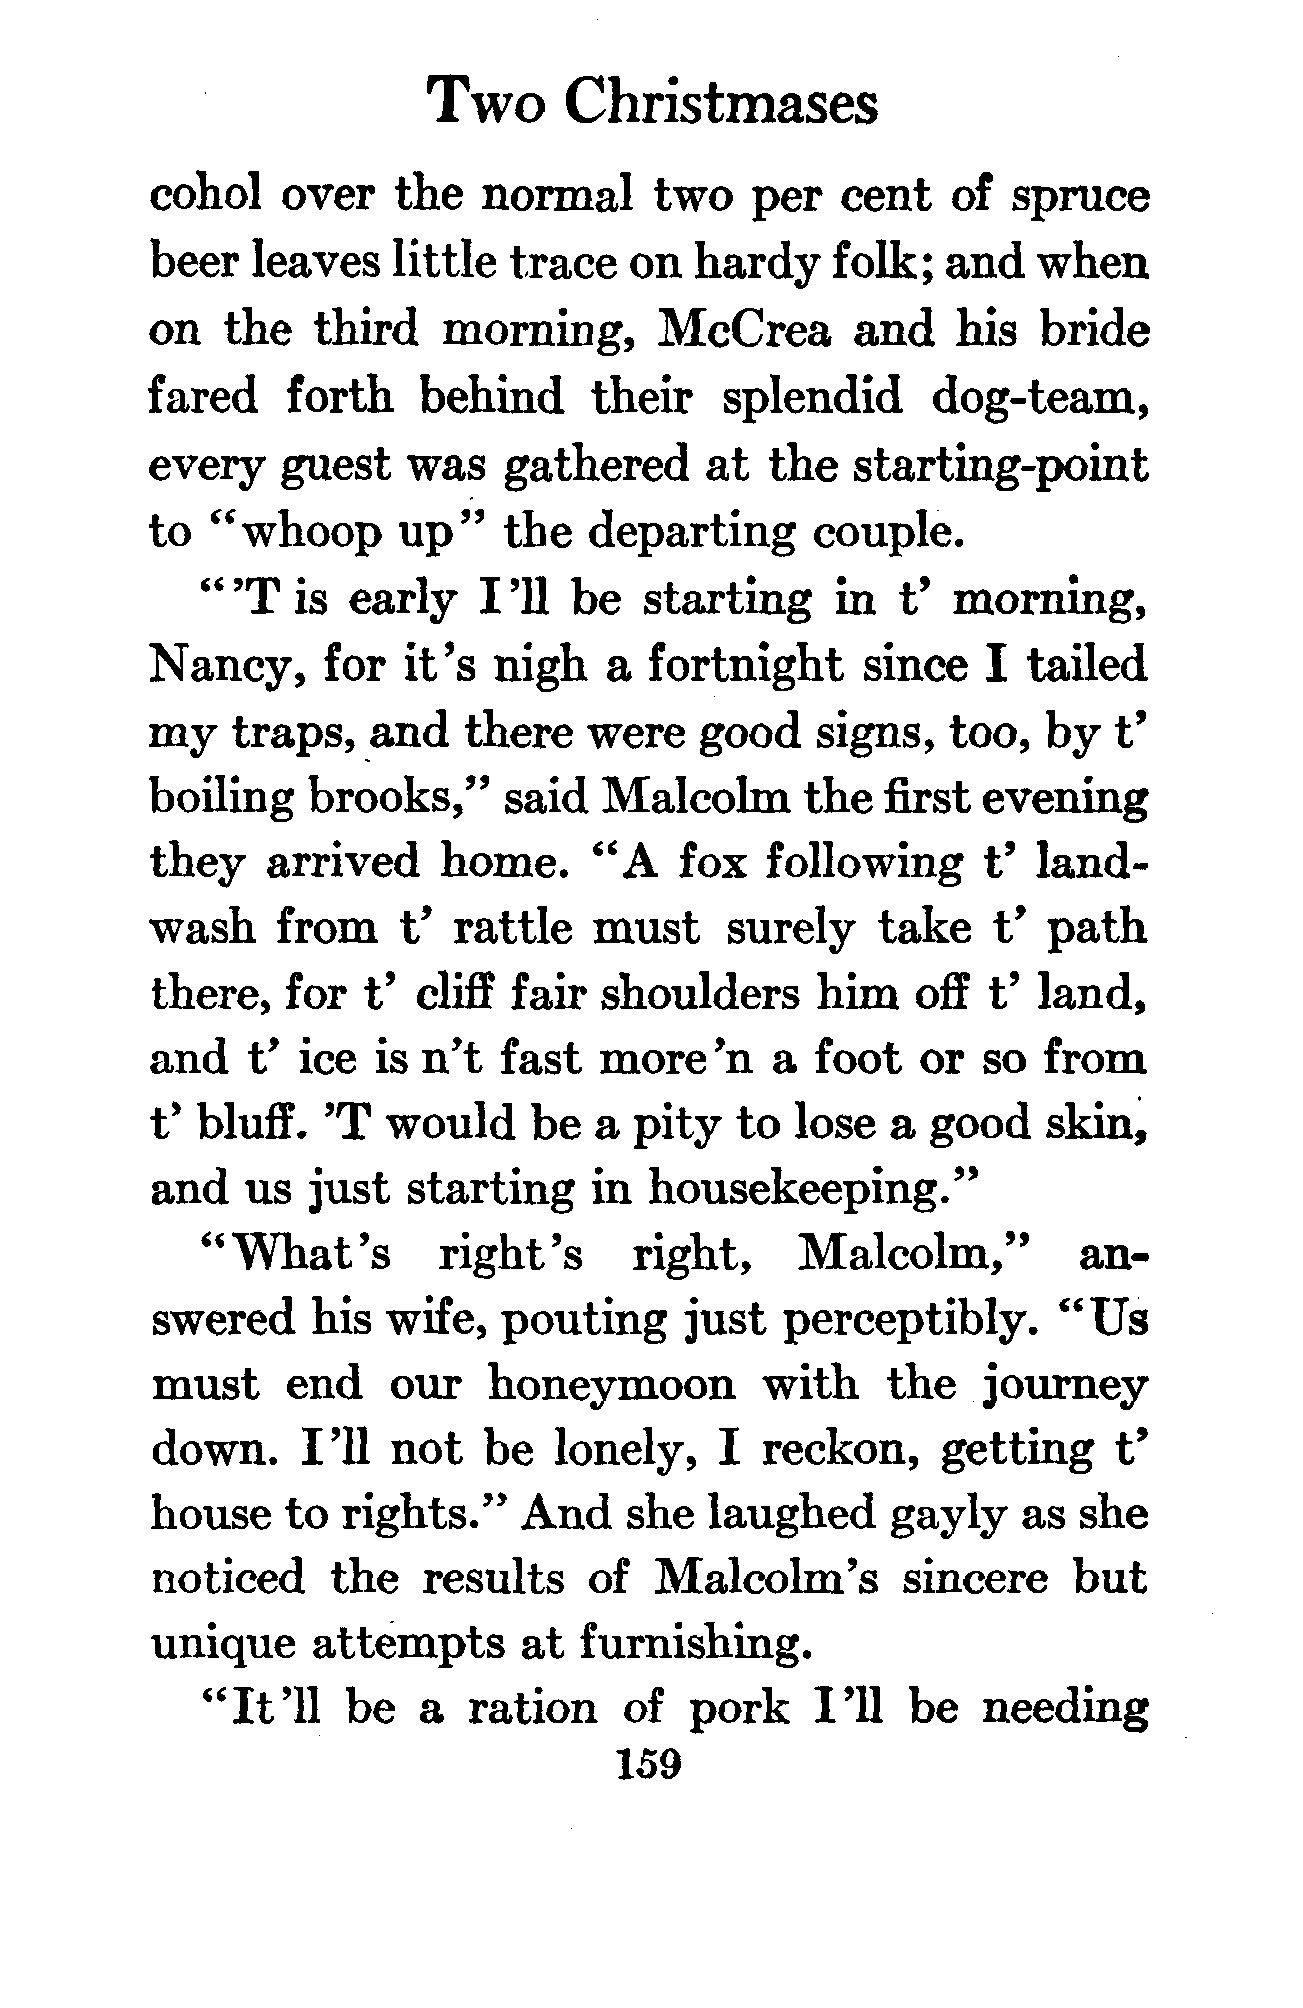 Two Christmases
cohol over the normal two per cent of spruce
beer leaves little trace on hardy folk; and when
on the third morning, McCrea and his bride
fared forth behind their splendid dog-team,
every guest was gathered at the starting-point
to “whoop up” the departing couple.
“’T is early I ’ll be starting in t’ morning,
Nancy, for it ’s nigh a fortnight since I tailed
my traps, and there were good signs, too, by t’
boiling brooks,” said Malcolm the first evening
they arrived home. “A fox following t’ land-
wash from t’ rattle must surely take t’ path
there, for t’ cliff fair shoulders him off t’ land,
and t’ ice is n’t fast more ’n a foot or so from
t’ bluff. ’T would be a pity to lose a good skin,
and us just starting in housekeeping.”
“What ’s right ’s right, Malcolm,” an-
swered his wife, pouting just perceptibly. “Us
must end our honeymoon with the journey
down. I ’ll not be lonely, I reckon, getting t’
house to rights.” And she laughed gayly as she
noticed the results of Malcolm’s sincere but
unique attempts at furnishing.
“It ’ll be a ration of pork I ’ll be needing
159